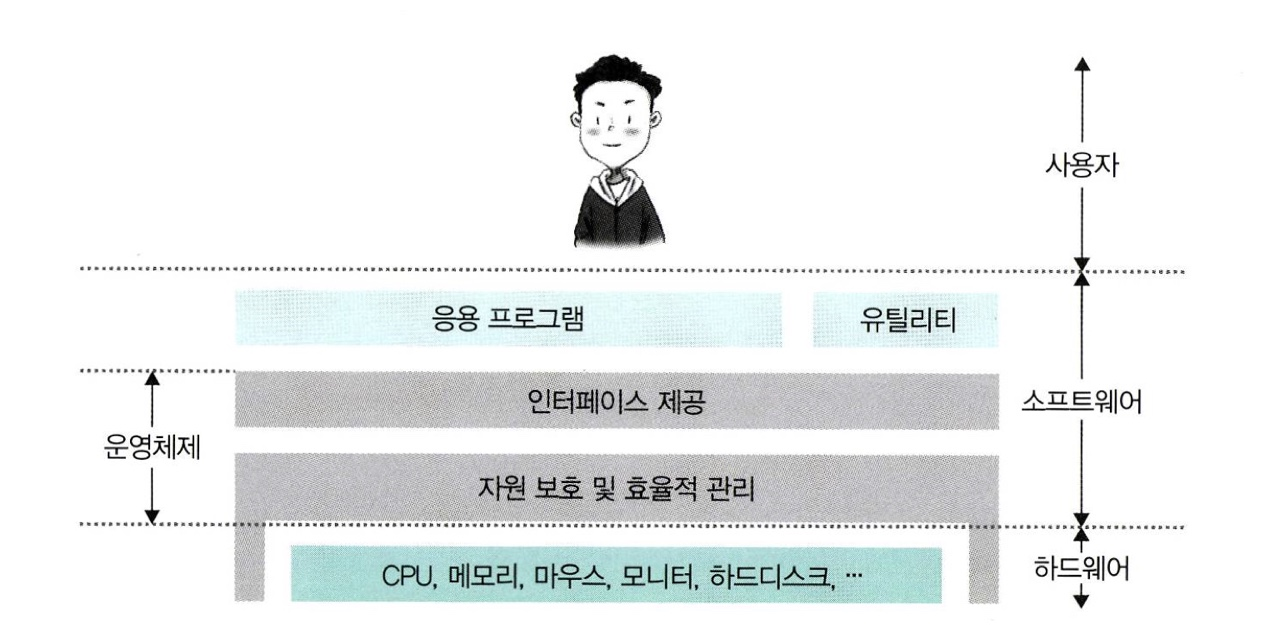 사용자
응용 프로그램
유틸리티
인터페이스 제공
소프트웨어
운영체제
자원 보호 및 효율적 관리
CPU, 메모리, 마우스, 모니터, 하드디스크, …
하드웨어